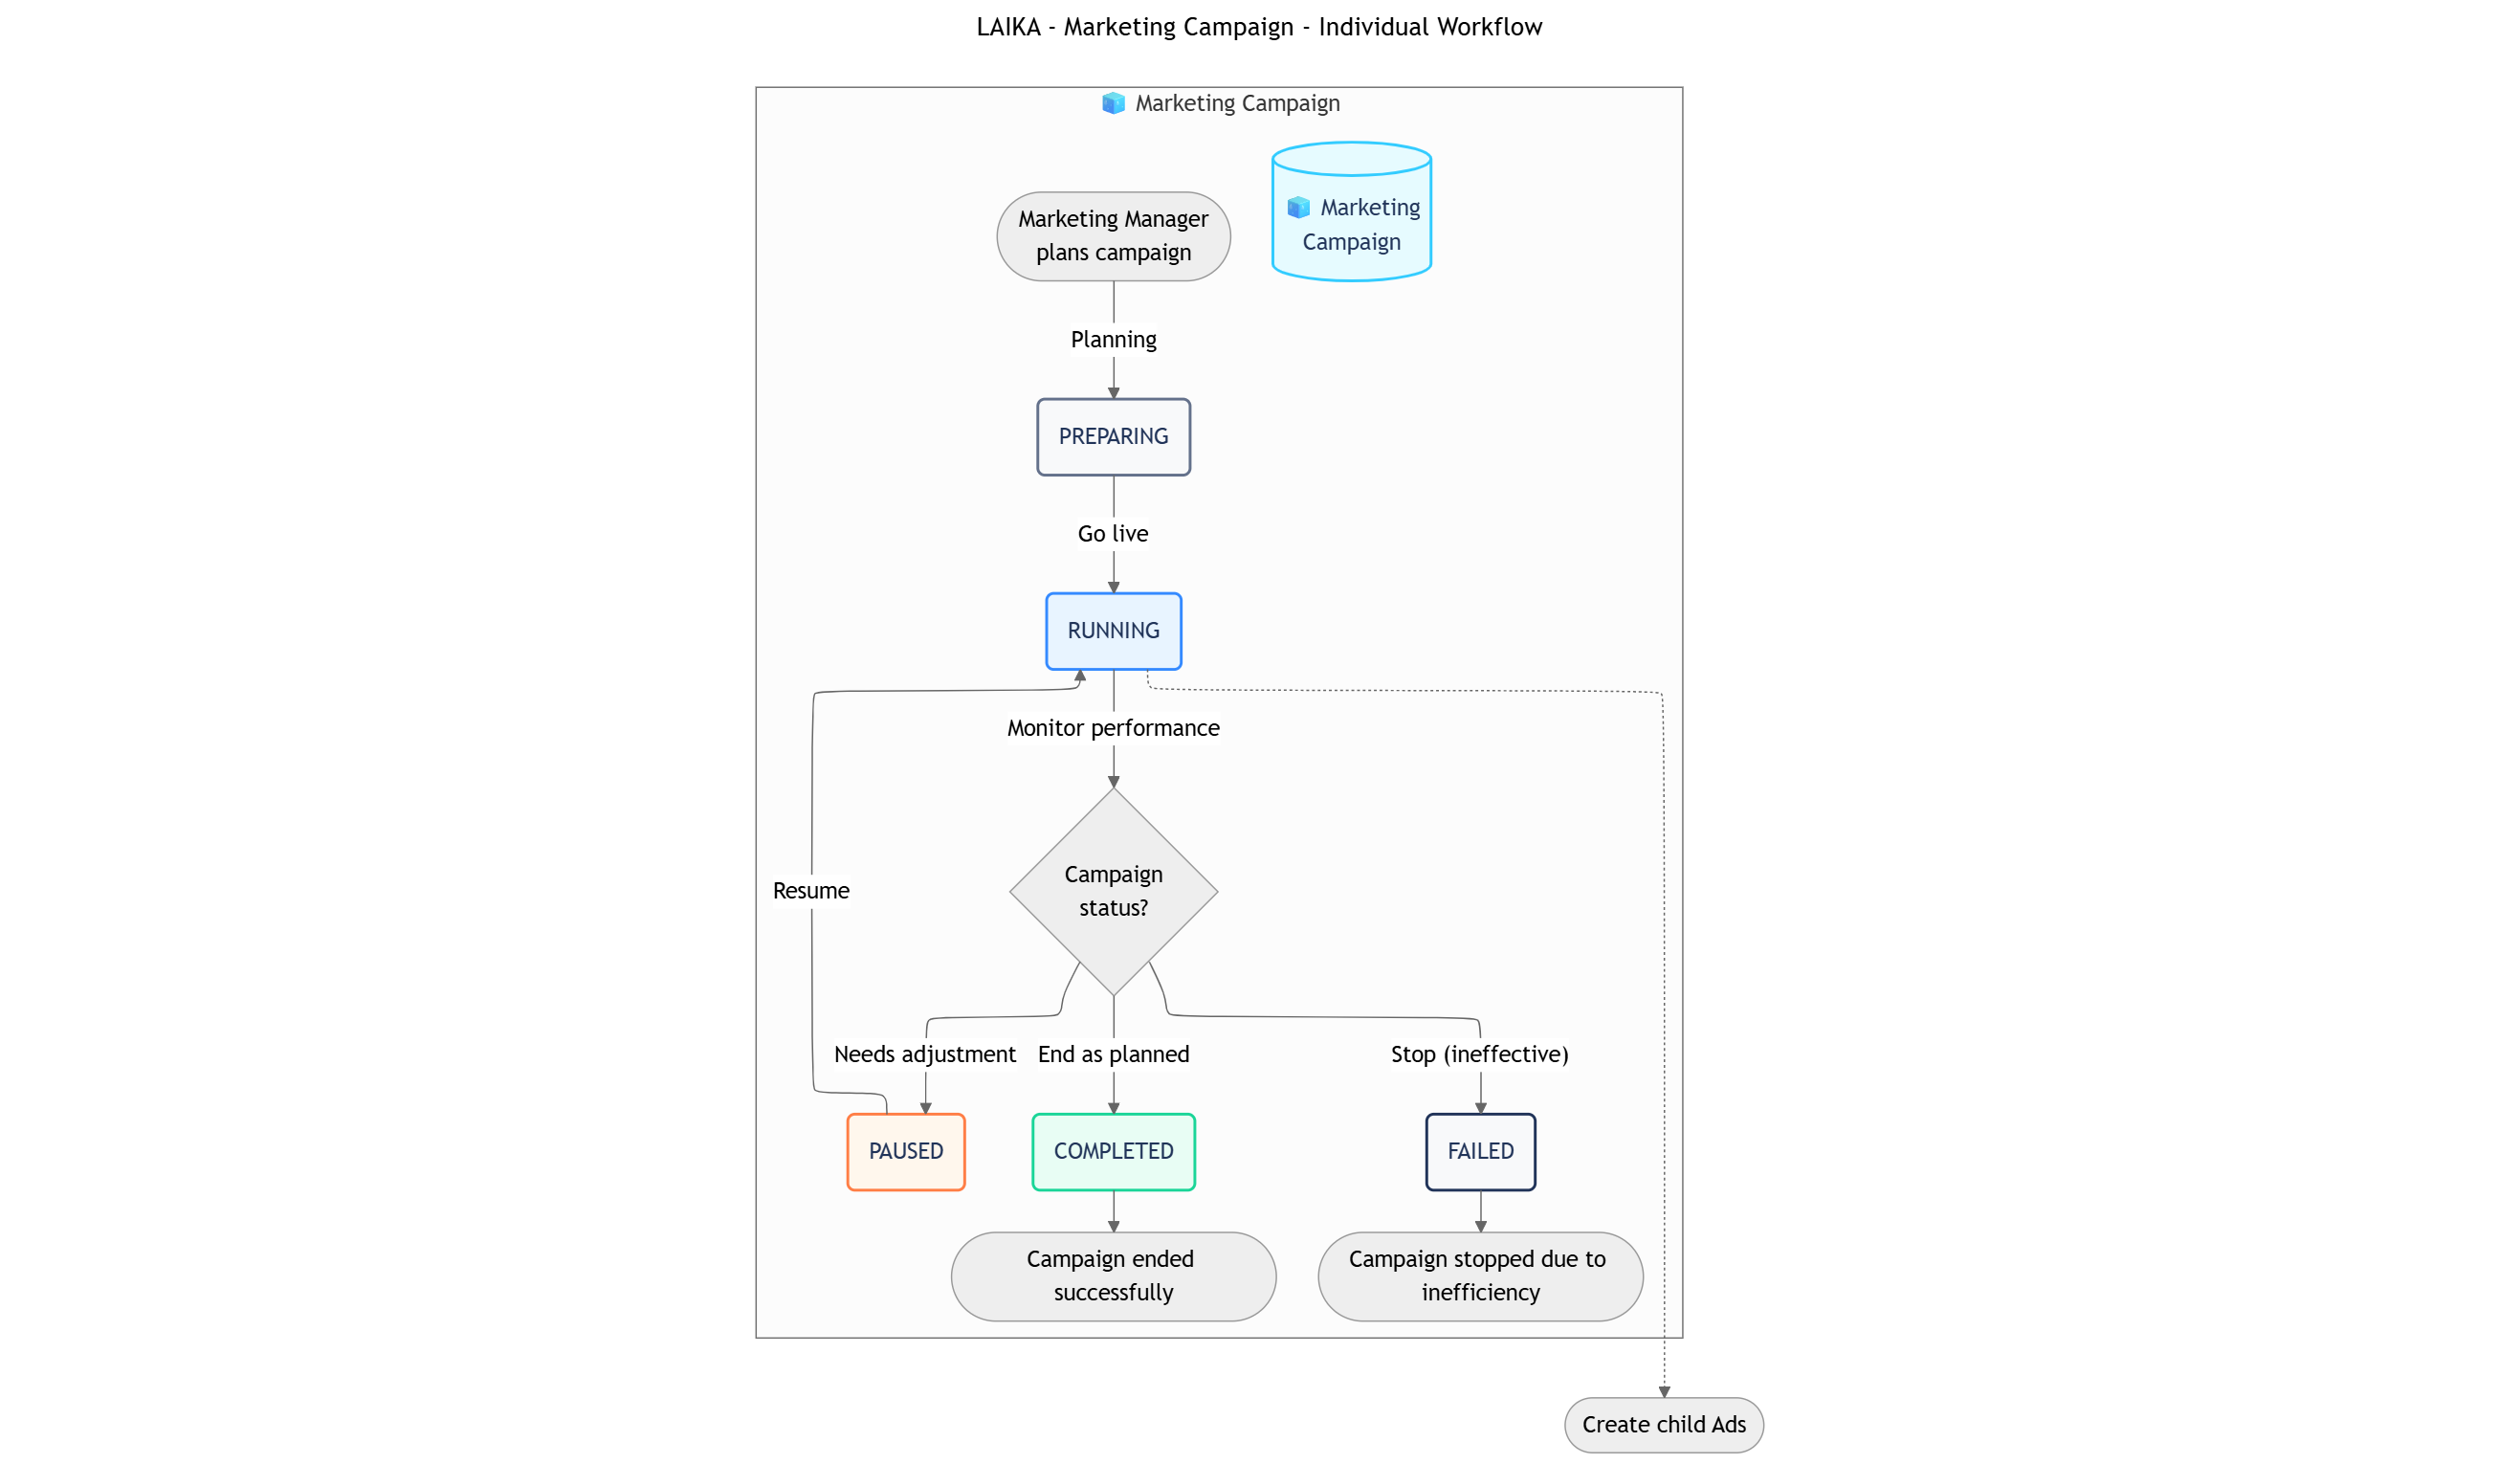 LAIKA - Marketing Campaign - Individual Workflow
Marketing Campaign
Marketing
Campaign
Marketing Manager
plans campaign
Planning
PREPARING
Go live
RUNNING
Monitor performance
Campaign
status?
Resume
Needs adjustment
End as planned
Stop (ineffective)
PAUSED
COMPLETED
FAILED
Campaign ended
successfully
Campaign stopped due to
inefficiency
Create child Ads